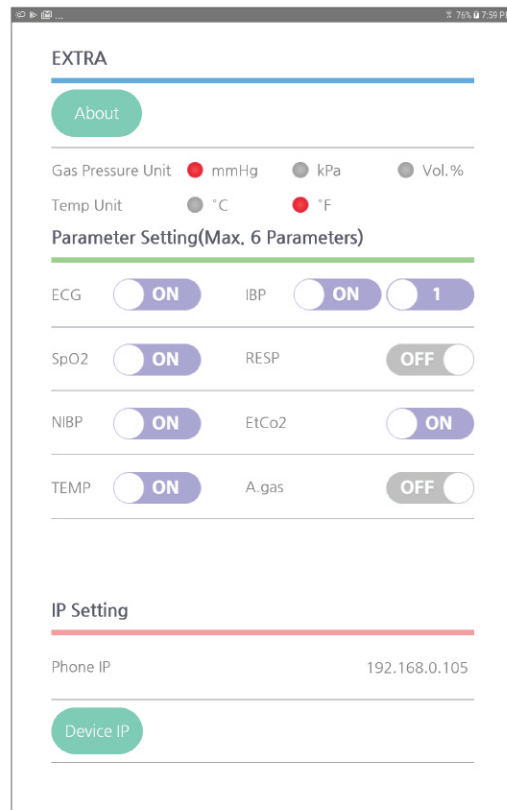 ... 76% 7:59 PM
EXTRA
About
Gas Pressure Unit mmHg kPa Vol.%
Temp Unit °C °F
Parameter Setting(Max. 6 Parameters)
ECG ON IBP ON 1
SpO2 ON RESP OFF
NIBP ON EtCo2 ON
TEMP ON A.gas OFF
IP Setting
Phone IP 192.168.0.105
Device IP